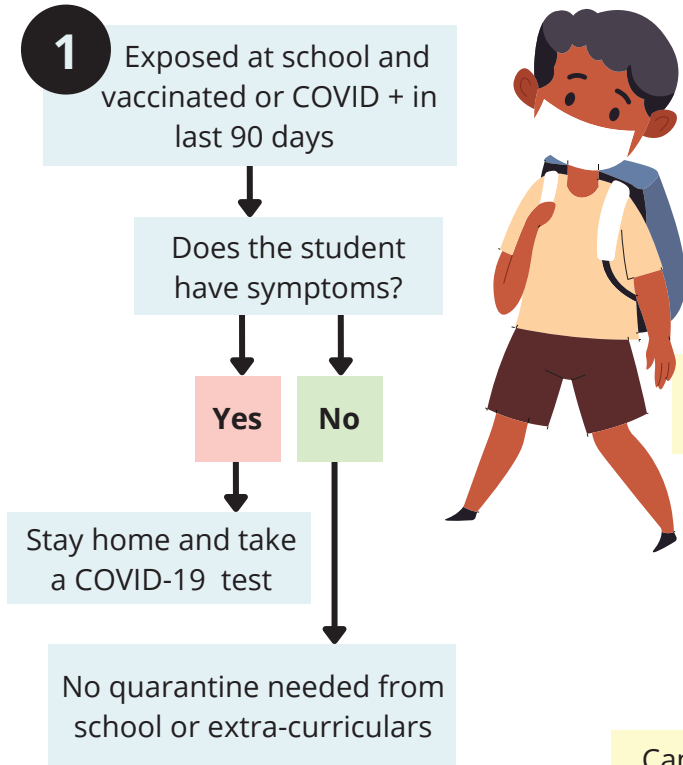 1
Exposed at school and
vaccinated or COVID + in
last 90 days
Does the student
have symptoms?
Yes
No
Stay home and take
a COVID-19 test
No quarantine needed from
school or extra-curriculars